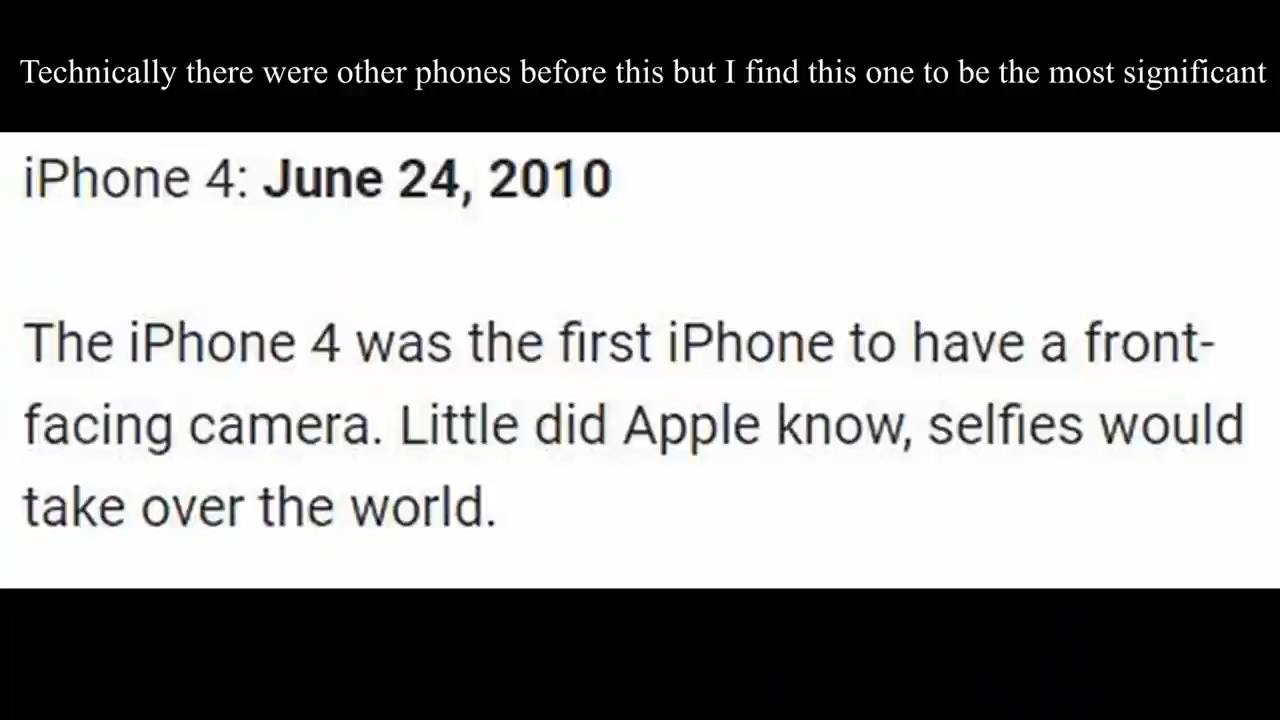 Technically there were other phones before this but I find this one to be the most significant
iPhone 4: June 24, 2010
The iPhone 4 was the first iPhone to have a front-
facing camera. Little did Apple know, selfies would
take over the world.